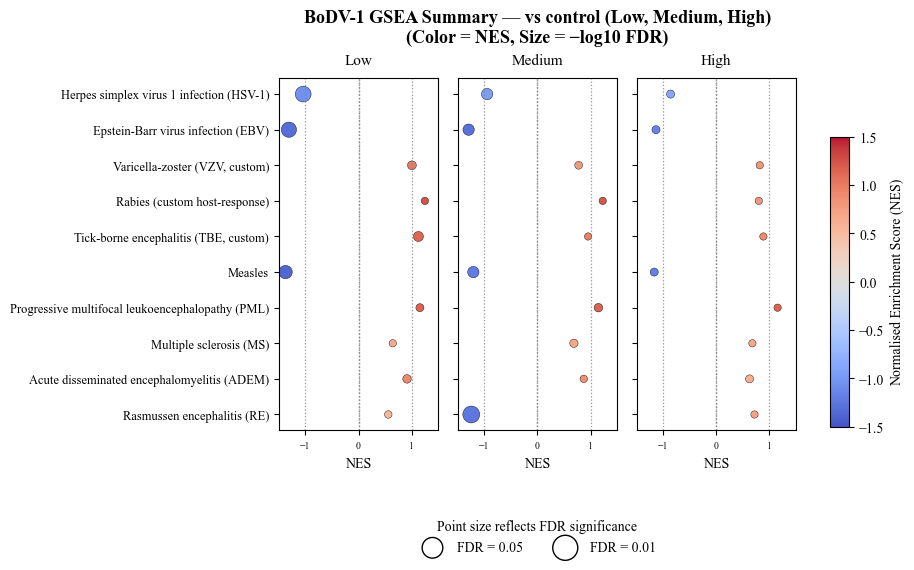 BoDV-1 GSEA Summary — vs control (Low, Medium, High)
(Color = NES, Size = −log10 FDR)
Low
Medium
High
Herpes simplex virus 1 infection (HSV-1)
Epstein-Barr virus infection (EBV)
Varicella-zoster (VZV, custom)
Rabies (custom host-response)
Tick-borne encephalitis (TBE, custom)
Measles
Progressive multifocal leukoencephalopathy (PML)
Multiple sclerosis (MS)
Acute disseminated encephalomyelitis (ADEM)
Rasmussen encephalitis (RE)
−1 0 1
NES
−1 0 1
NES
−1 0 1
NES
1.5
1.0
0.5
0.0
−0.5
−1.0
−1.5
Normalised Enrichment Score (NES)
Point size reflects FDR significance
FDR = 0.05 FDR = 0.01